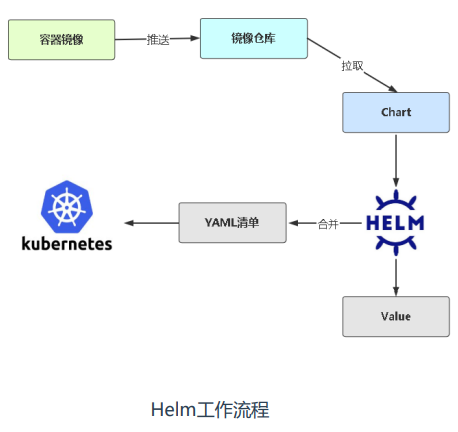 容器镜像
推送
镜像仓库
拉取
Chart
kubernetes
YAML清单
合并
HELM
Value
Helm工作流程